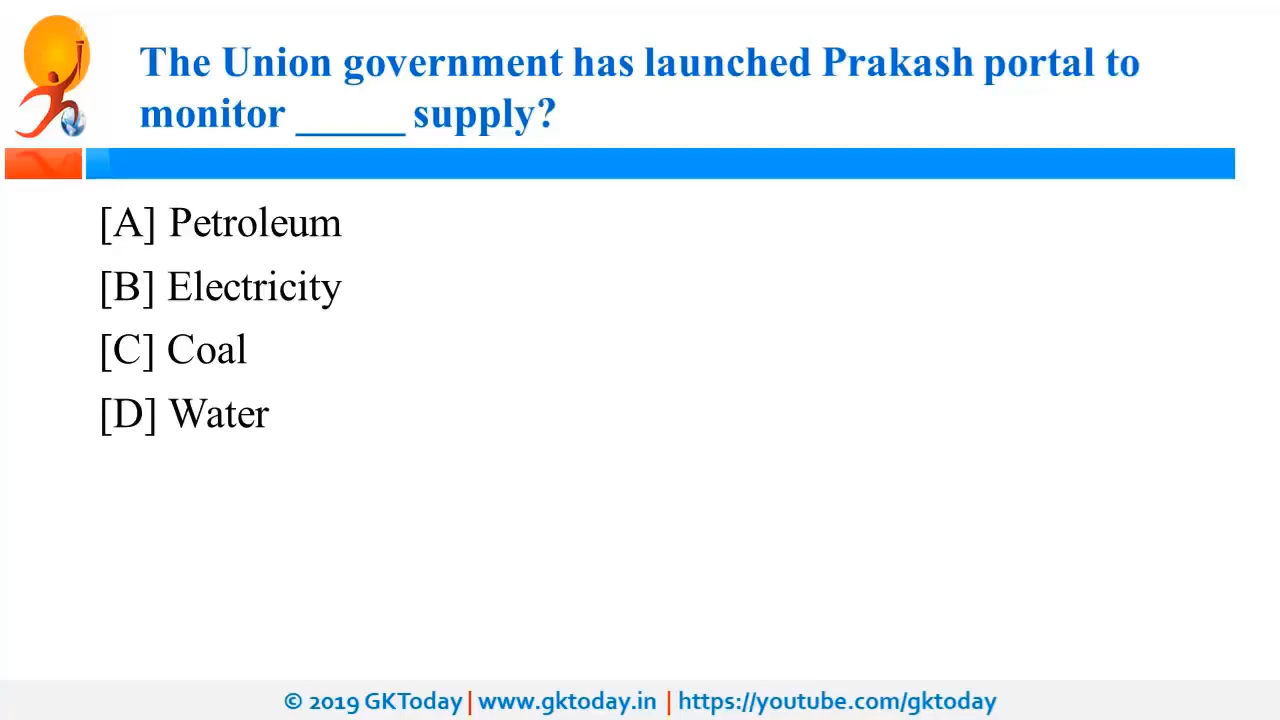 The Union government has launched Prakash portal to
monitor _____ supply?
[A] Petroleum
[B] Electricity
[C] Coal
[D] Water
© 2019 GKToday | www.gktoday.in | https://youtube.com/gktoday